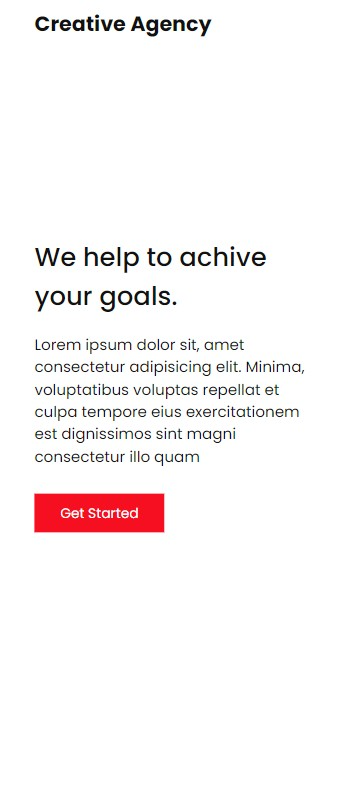 Creative Agency
We help to achive
your goals.
Lorem ipsum dolor sit, amet
consectetur adipisicing elit. Minima,
voluptatibus voluptas repellat et
culpa tempore eius exercitationem
est dignissimos sint magni
consectetur illo quam
Get Started